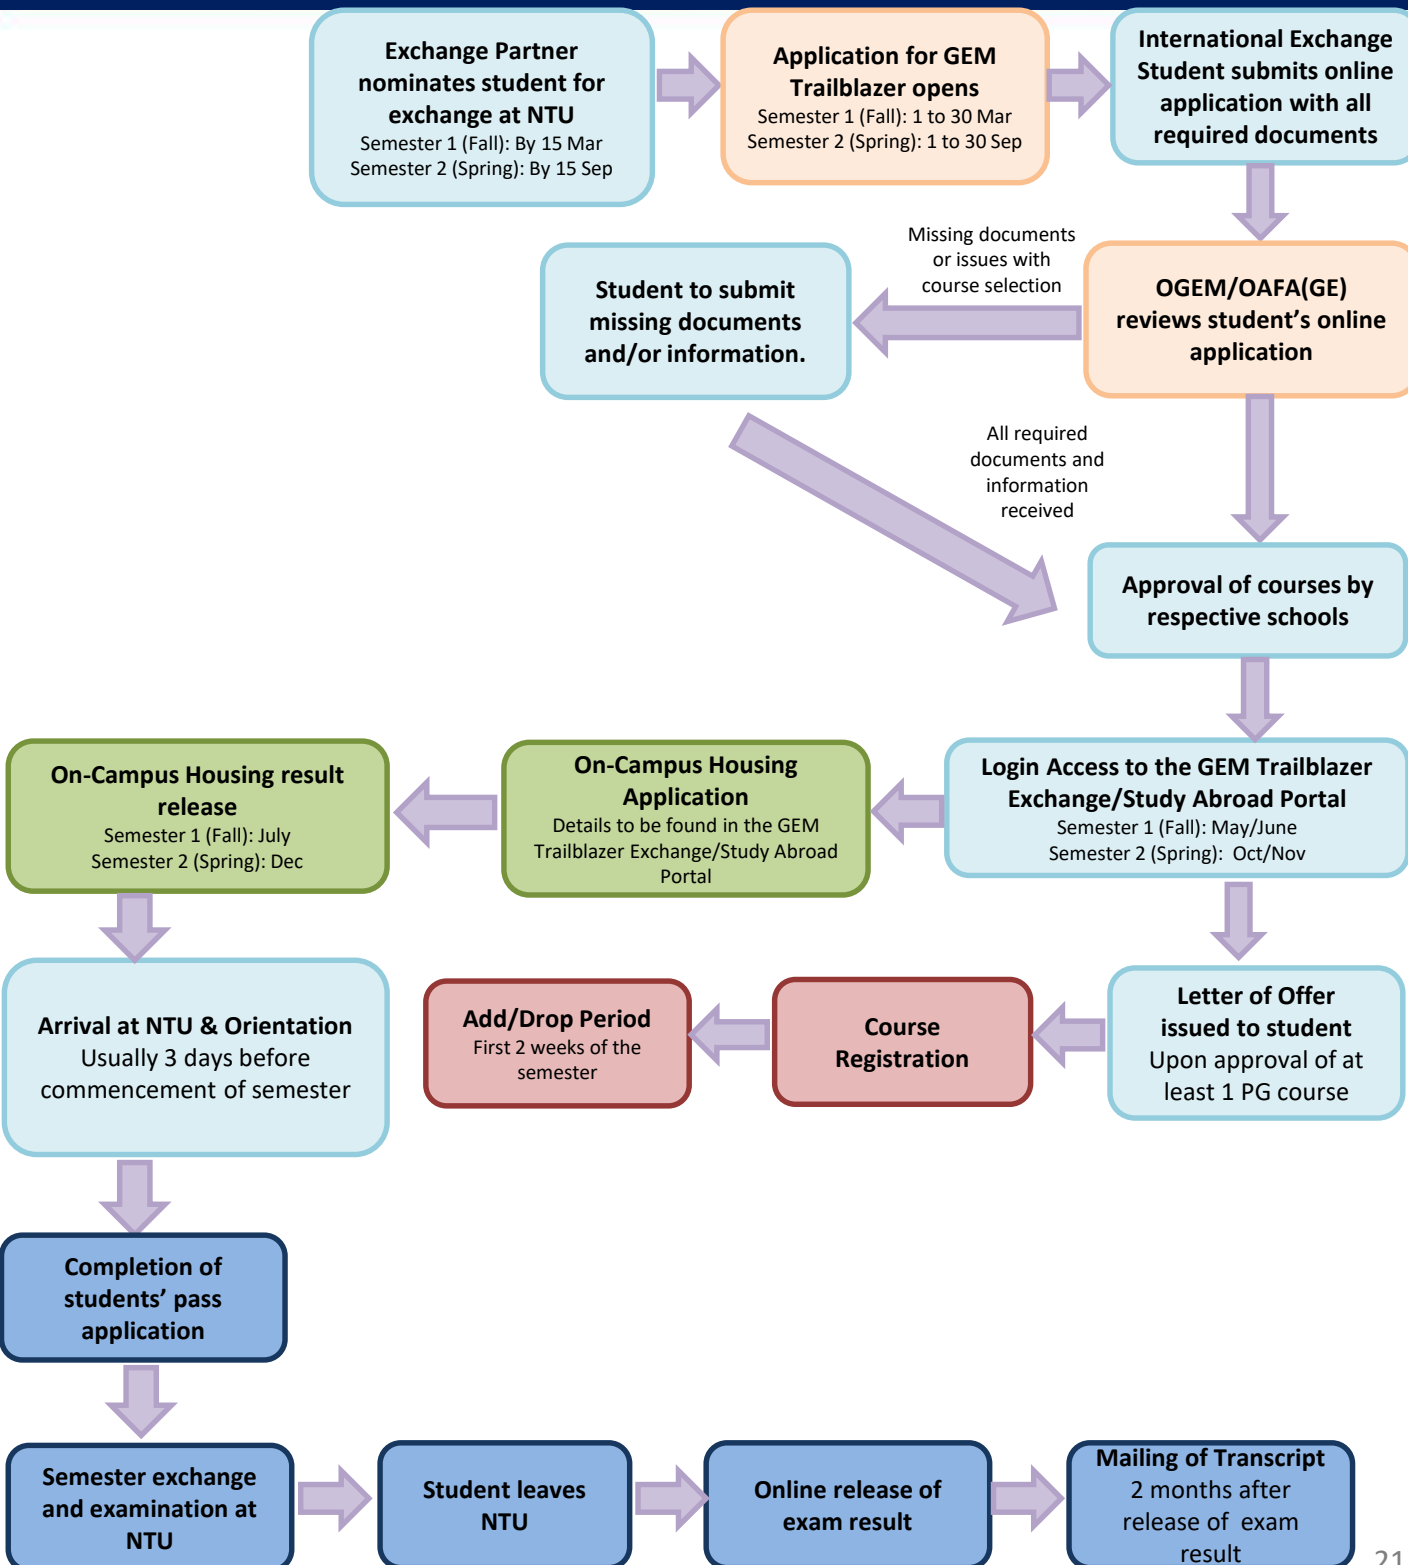 Exchange Partner
nominates student for
exchange at NTU
Semester 1 (Fall): By 15 Mar
Semester 2 (Spring): By 15 Sep
Application for GEM
Trailblazer opens
Semester 1 (Fall): 1 to 30 Mar
Semester 2 (Spring): 1 to 30 Sep
International Exchange
Student submits online
application with all
required documents
Missing documents
or issues with
course selection
Student to submit
missing documents
and/or information.
OGEM/OAFA(GE)
reviews student’s online
application
All required
documents and
information
received
Approval of courses by
respective schools
On-Campus Housing result
release
Semester 1 (Fall): July
Semester 2 (Spring): Dec
On-Campus Housing
Application
Details to be found in the GEM
Trailblazer Exchange/Study Abroad
Portal
Login Access to the GEM Trailblazer
Exchange/Study Abroad Portal
Semester 1 (Fall): May/June
Semester 2 (Spring): Oct/Nov
Arrival at NTU & Orientation
Usually 3 days before
commencement of semester
Add/Drop Period
First 2 weeks of the
semester
Course
Registration
Letter of Offer
issued to student
Upon approval of at
least 1 PG course
Completion of
students’ pass
application
Semester exchange
and examination at
NTU
Student leaves
NTU
Online release of
exam result
Mailing of Transcript
2 months after
release of exam
result
21